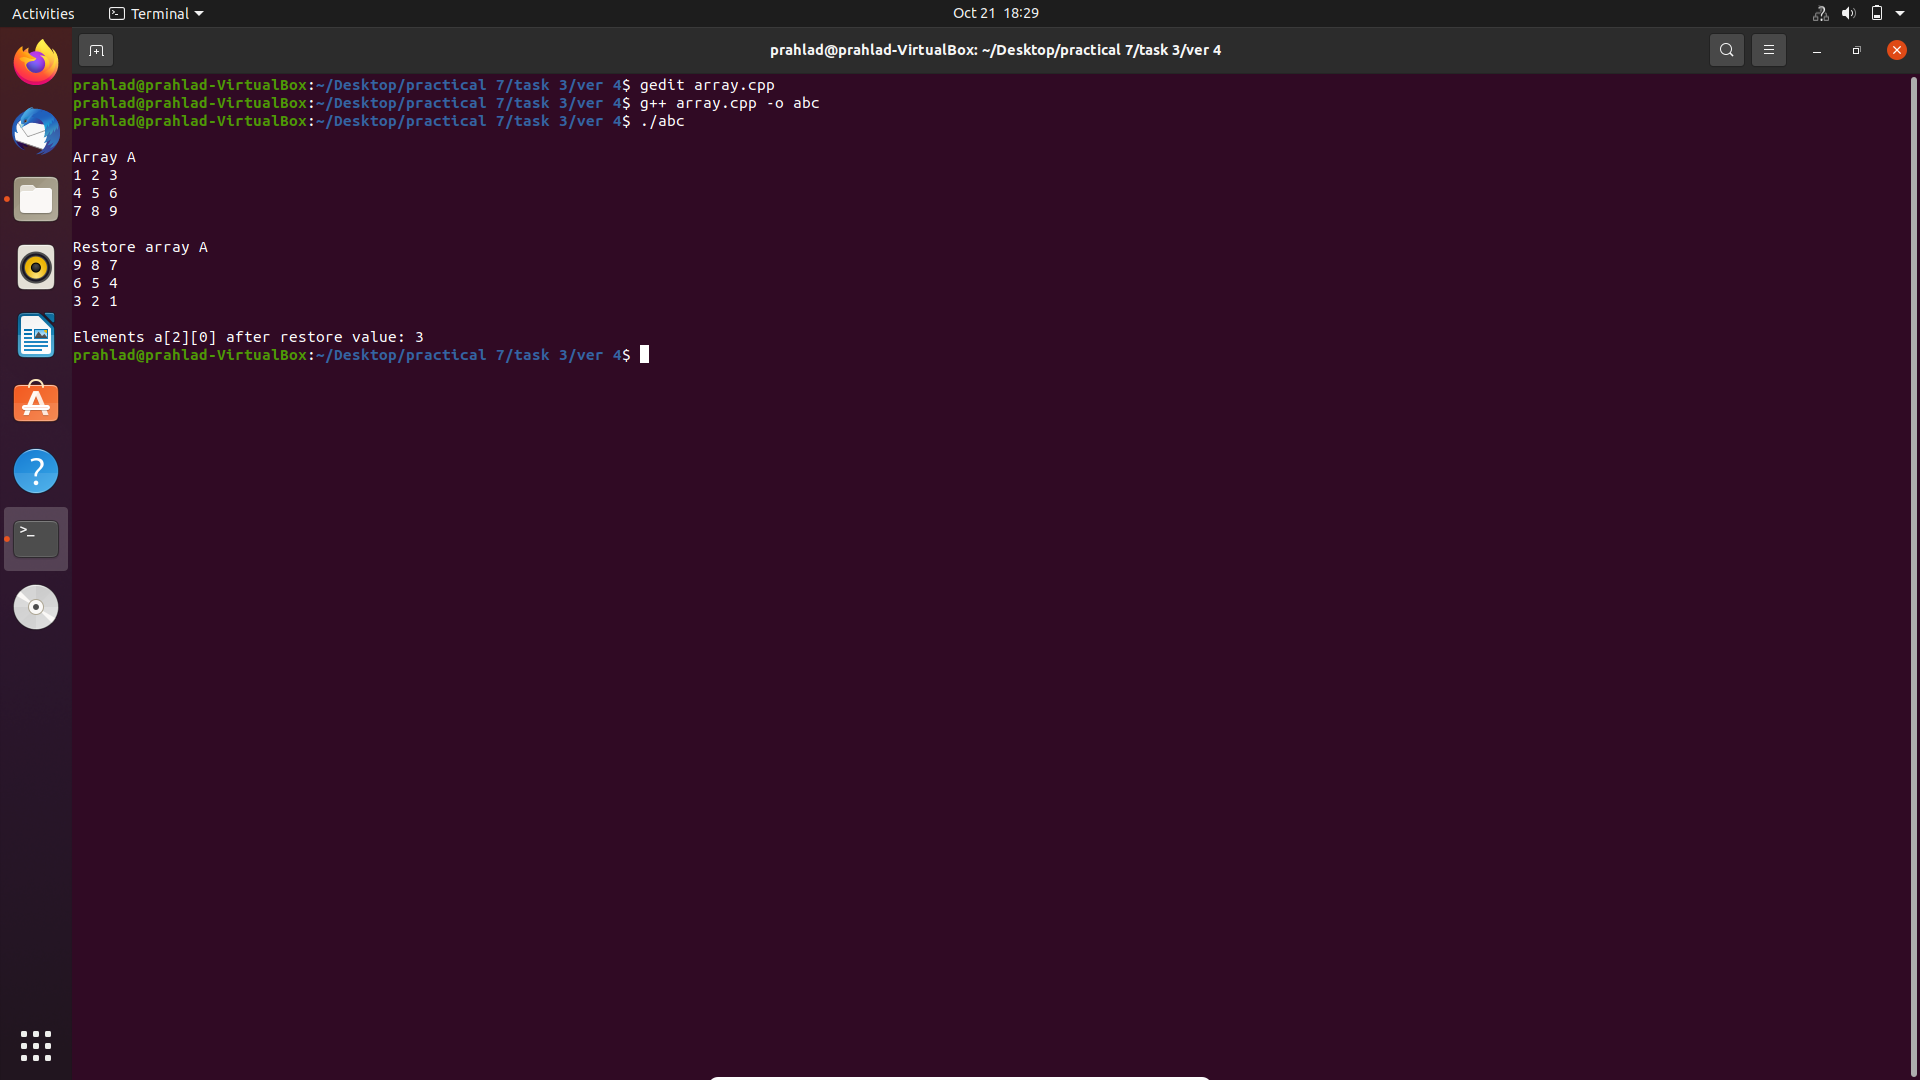 Activities
Terminal
Oct 21 18:29
prahlad@prahlad-VirtualBox: ~/Desktop/practical 7/task 3/ver 4
prahlad@prahlad-VirtualBox:~/Desktop/practical 7/task 3/ver 4$ gedit array.cpp
prahlad@prahlad-VirtualBox:~/Desktop/practical 7/task 3/ver 4$ g++ array.cpp -o abc
prahlad@prahlad-VirtualBox:~/Desktop/practical 7/task 3/ver 4$ ./abc
Array A
1 2 3
4 5 6
7 8 9
Restore array A
9 8 7
6 5 4
3 2 1
Elements a[2][0] after restore value: 3
prahlad@prahlad-VirtualBox:~/Desktop/practical 7/task 3/ver 4$